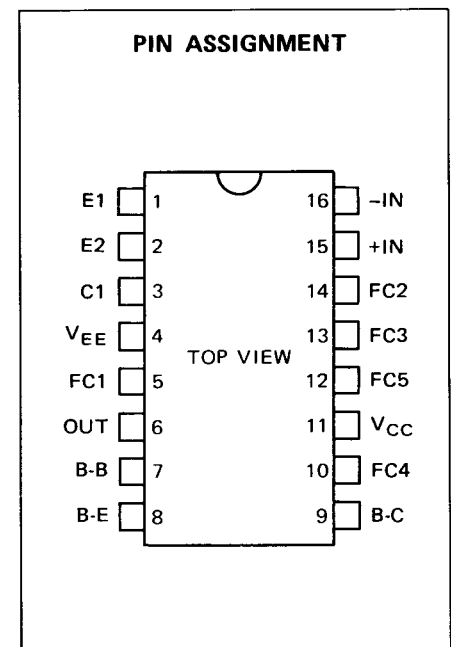 PIN ASSIGNMENT
E1 1 16 -IN
E2 2 15 +IN
C1 3 14 FC2
VEE 4 13 FC3
TOP VIEW
FC1 5 12 FC5
OUT 6 11 VCC
B-B 7 10 FC4
B-E 8 9 B-C